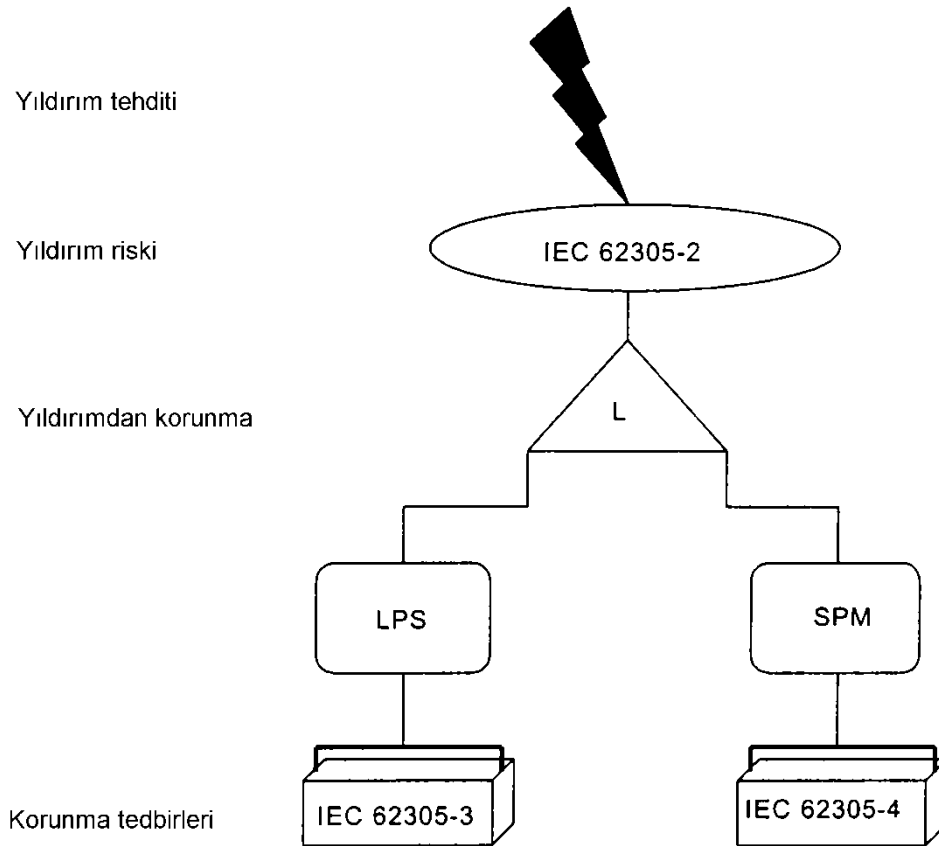 Yıldırım tehditi
Yıldırım riski
IEC 62305-2
Yıldırımdan korunma
L
LPS
SPM
Korunma tedbirleri
IEC 62305-3
IEC 62305-4